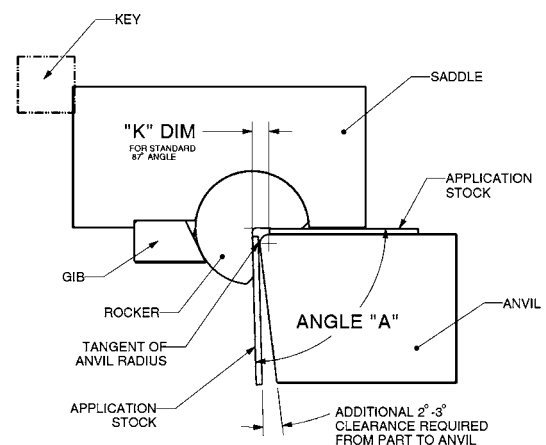 KEY
SADDLE
"K" DIM
FOR STANDARD
87° ANGLE
APPLICATION
STOCK
GIB
ROCKER
ANVIL
ANGLE "A"
TANGENT OF
ANVIL RADIUS
APPLICATION
STOCK
ADDITIONAL 2°-3°
CLEARANCE REQUIRED
FROM PART TO ANVIL